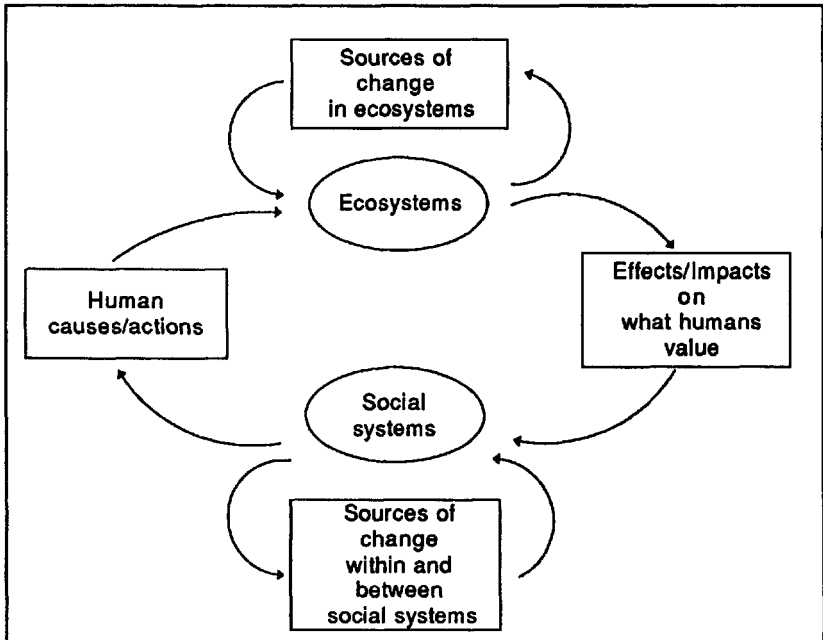 Sources of
change
in ecosystems
Ecosystems
Effects/Impacts
on
what humans
value
Human
causes/actions
Social
systems
Sources of
change
within and
between
social systems